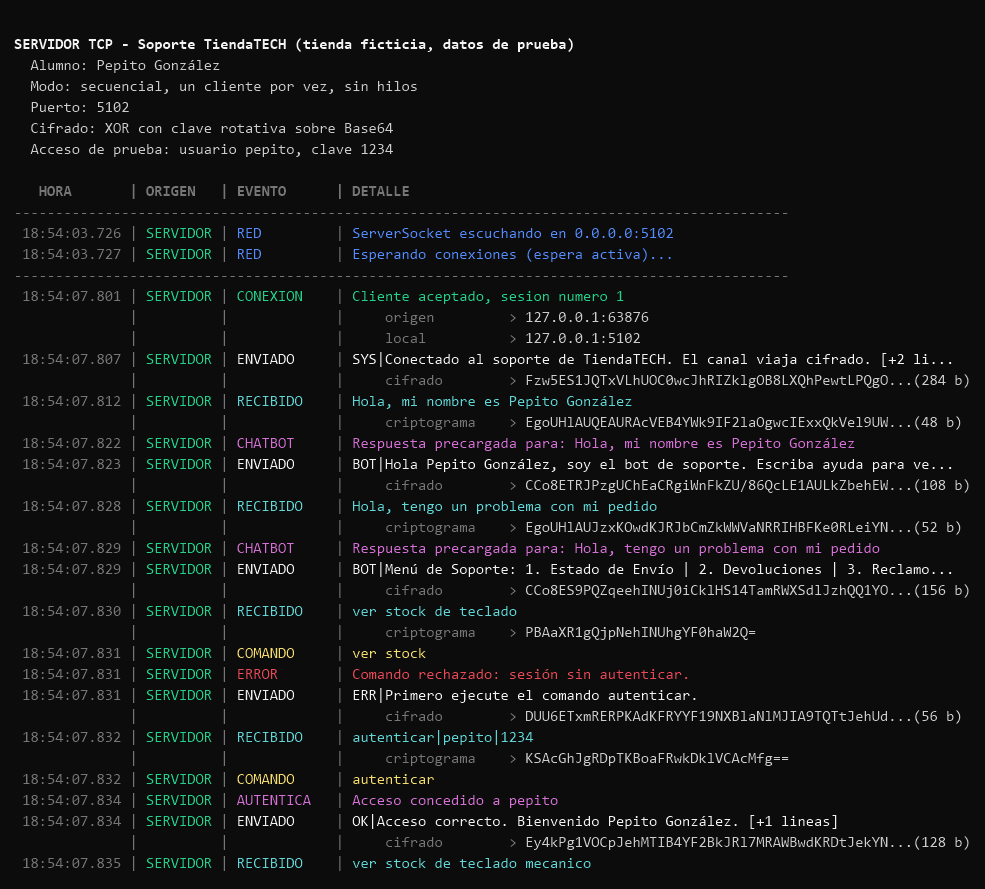 SERVIDOR TCP - Soporte TiendaTECH (tienda ficticia, datos de prueba)
Alumno: Pepito González
Modo: secuencial, un cliente por vez, sin hilos
Puerto: 5102
Cifrado: XOR con clave rotativa sobre Base64
Acceso de prueba: usuario pepito, clave 1234
HORA | ORIGEN | EVENTO | DETALLE
----------------------------------------------------------------------------------------------
18:54:03.726 | SERVIDOR | RED | ServerSocket escuchando en 0.0.0.0:5102
18:54:03.727 | SERVIDOR | RED | Esperando conexiones (espera activa)...
----------------------------------------------------------------------------------------------
18:54:07.801 | SERVIDOR | CONEXION | Cliente aceptado, sesion numero 1
| | | origen > 127.0.0.1:63876
| | | local > 127.0.0.1:5102
18:54:07.807 | SERVIDOR | ENVIADO | SYS|Conectado al soporte de TiendaTECH. El canal viaja cifrado. [+2 li...
| | | cifrado > Fzw5ES1JQTxVLhUOC0wcJhRIZklgOB8LXQhPewtLPQgO...(284 b)
18:54:07.812 | SERVIDOR | RECIBIDO | Hola, mi nombre es Pepito González
| | | criptograma > EgoUHlAUQEAURAcVEB4YWk9IF2laOgwcIExxQkVel9UW...(48 b)
18:54:07.822 | SERVIDOR | CHATBOT | Respuesta precargada para: Hola, mi nombre es Pepito González
18:54:07.823 | SERVIDOR | ENVIADO | BOT|Hola Pepito González, soy el bot de soporte. Escriba ayuda para ve...
| | | cifrado > CCo8ETRJPzgUChEaCRgiWnFkZU/86QcLE1AULkZbehEW...(108 b)
18:54:07.828 | SERVIDOR | RECIBIDO | Hola, tengo un problema con mi pedido
| | | criptograma > EgoUHlAUJzxKOwdKJRJbCmZkWWVaNRRIHBFKe0RLeiYN...(52 b)
18:54:07.829 | SERVIDOR | CHATBOT | Respuesta precargada para: Hola, tengo un problema con mi pedido
18:54:07.829 | SERVIDOR | ENVIADO | BOT|Menú de Soporte: 1. Estado de Envío | 2. Devoluciones | 3. Reclamo...
| | | cifrado > CCo8ES9PQZqeehINUj0iCklHS14TamRWXSdlJzhQQ1YO...(156 b)
18:54:07.830 | SERVIDOR | RECIBIDO | ver stock de teclado
| | | criptograma > PBAaXR1gQjpNehINUhgYF0haW2Q=
18:54:07.831 | SERVIDOR | COMANDO | ver stock
18:54:07.831 | SERVIDOR | ERROR | Comando rechazado: sesión sin autenticar.
18:54:07.831 | SERVIDOR | ENVIADO | ERR|Primero ejecute el comando autenticar.
| | | cifrado > DUU6ETxmRERPKAdKFRYYF19NXBlaNlMJIA9TQTtJehUd...(56 b)
18:54:07.832 | SERVIDOR | RECIBIDO | autenticar|pepito|1234
| | | criptograma > KSAcGhJgRDpTKBoaFRwkDklVCAcMfg==
18:54:07.832 | SERVIDOR | COMANDO | autenticar
18:54:07.834 | SERVIDOR | AUTENTICA | Acceso concedido a pepito
18:54:07.834 | SERVIDOR | ENVIADO | OK|Acceso correcto. Bienvenido Pepito González. [+1 lineas]
| | | cifrado > Ey4kPg1VOCpJehMTIB4YF2BkJRl7MRAWBwdKRDtJekYN...(128 b)
18:54:07.835 | SERVIDOR | RECIBIDO | ver stock de teclado mecanico